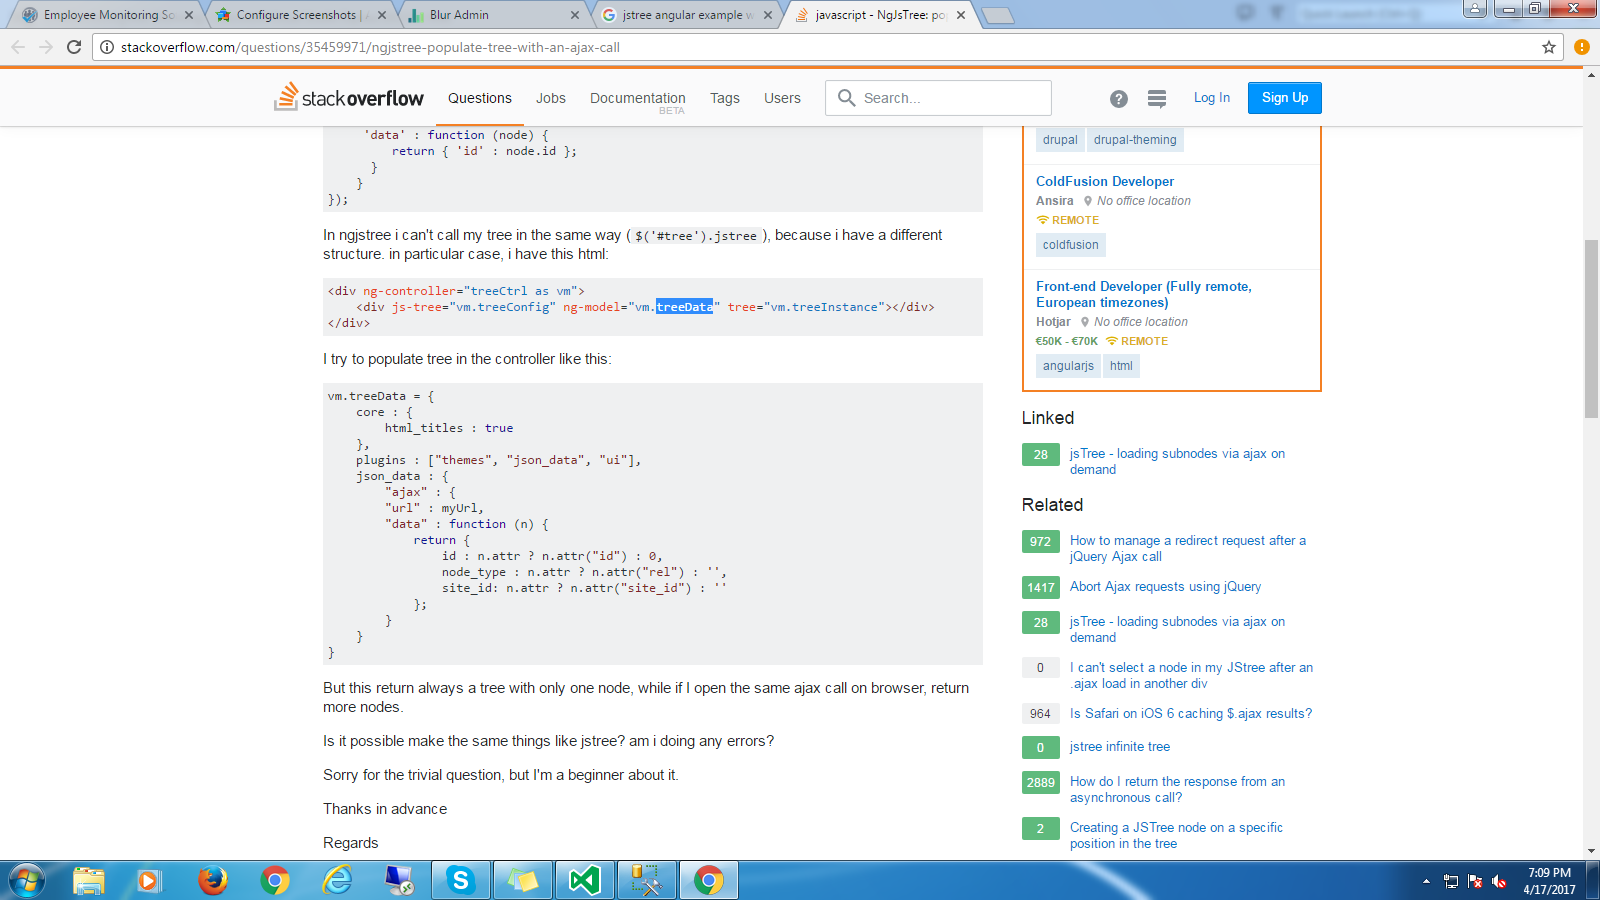 Employee Monitoring So
Configure Screenshots | A
Blur Admin
jstree angular example w
javascript - NgJsTree: po
stackoverflow.com/questions/35459971/ngjstree-populate-tree-with-an-ajax-call
stackoverflow
Questions
Jobs
Documentation
BETA
Tags
Users
Search...
?
Log In
Sign Up
'data' : function (node) {
return { 'id' : node.id };
}
}
});
In ngjstree i can't call my tree in the same way ( $('#tree').jstree ), because i have a different
structure. in particular case, i have this html:
<div ng-controller="treeCtrl as vm">
<div js-tree="vm.treeConfig" ng-model="vm.treeData" tree="vm.treeInstance"></div>
</div>
I try to populate tree in the controller like this:
vm.treeData = {
core : {
html_titles : true
},
plugins : ["themes", "json_data", "ui"],
json_data : {
"ajax" : {
"url" : myUrl,
"data" : function (n) {
return {
id : n.attr ? n.attr("id") : 0,
node_type : n.attr ? n.attr("rel") : '',
site_id: n.attr ? n.attr("site_id") : ''
};
}
}
}
But this return always a tree with only one node, while if I open the same ajax call on browser, return
more nodes.
Is it possible make the same things like jstree? am i doing any errors?
Sorry for the trivial question, but I'm a beginner about it.
Thanks in advance
Regards
drupal drupal-theming
ColdFusion Developer
Ansira No office location
REMOTE
coldfusion
Front-end Developer (Fully remote,
European timezones)
Hotjar No office location
€50K - €70K REMOTE
angularjs html
Linked
28 jsTree - loading subnodes via ajax on
demand
Related
972 How to manage a redirect request after a
jQuery Ajax call
1417 Abort Ajax requests using jQuery
28 jsTree - loading subnodes via ajax on
demand
0 I can't select a node in my JStree after an
.ajax load in another div
964 Is Safari on iOS 6 caching $.ajax results?
0 jstree infinite tree
2889 How do I return the response from an
asynchronous call?
2 Creating a JSTree node on a specific
position in the tree
7:09 PM
4/17/2017